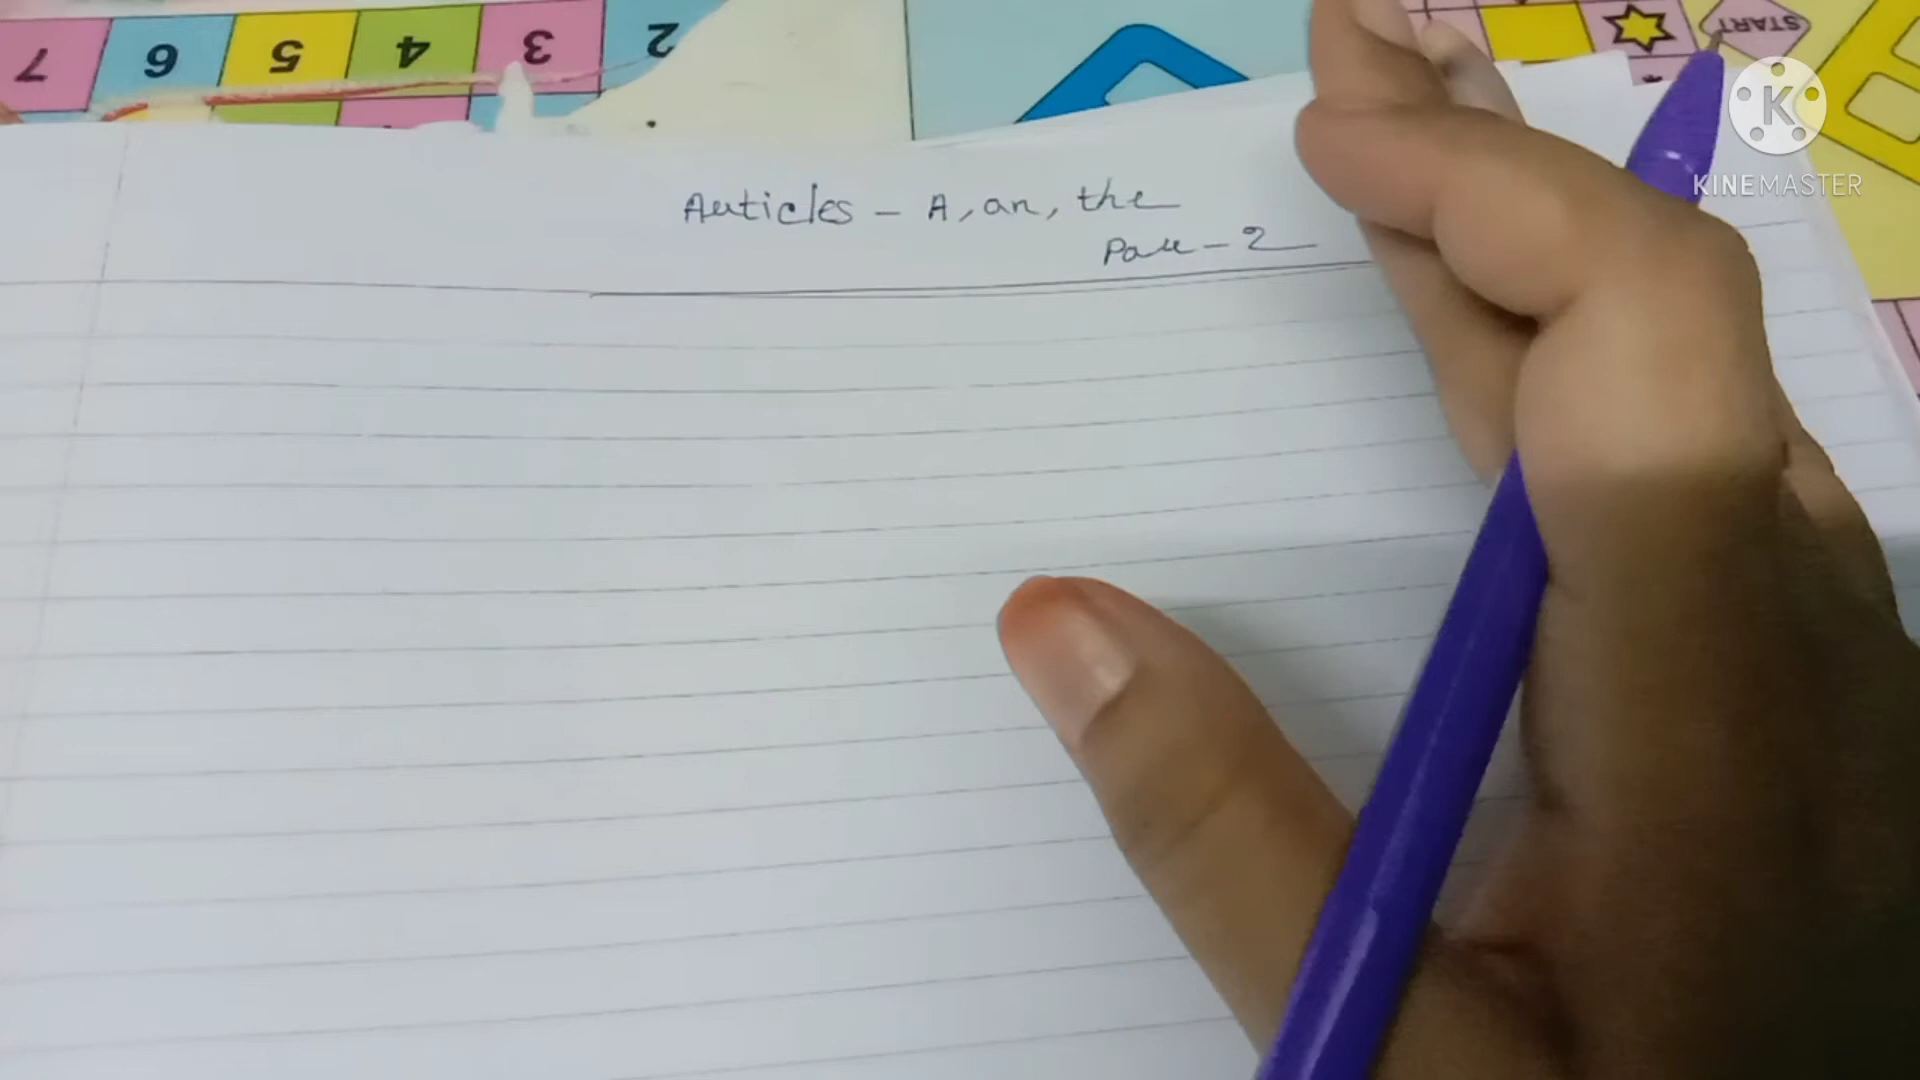 7 6 5 4 3 2
START
K
KINEMASTER
Articles - A, an, the
Part - 2